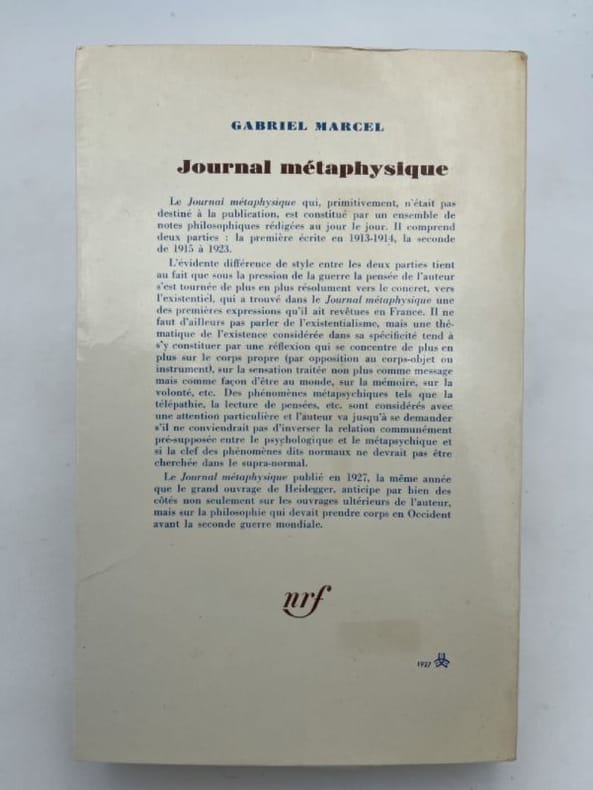 GABRIEL MARCEL
Journal métaphysique
Le Journal métaphysique qui, primitivement, n'était pas
destiné à la publication, est constitué par un ensemble de
notes philosophiques rédigées au jour le jour. Il comprend
deux parties : la première écrite en 1913-1914, la seconde
de 1915 à 1923.
L'évidente différence de style entre les deux parties tient
au fait que sous la pression de la guerre la pensée de l'auteur
s'est tournée de plus en plus résolument vers le concret, vers
l'existentiel, qui a trouvé dans le Journal métaphysique une
des premières expressions qu'il ait revêtues en France. Il ne
faut d'ailleurs pas parler de l'existentialisme, mais une thé-
matique de l'existence considérée dans sa spécificité tend à
s'y constituer par une réflexion qui se concentre de plus en
plus sur le corps propre (par opposition au corps-objet ou
instrument), sur la sensation traitée non plus comme message
mais comme façon d'être au monde, sur la mémoire, sur la
volonté, etc. Des phénomènes métapsychiques tels que la
télépathie, la lecture de pensées, etc. sont considérés avec
une attention particulière et l'auteur va jusqu'à se demander
s'il ne conviendrait pas d'inverser la relation communément
pré-supposée entre le psychologique et le métapsychique et
si la clef des phénomènes dits normaux ne devrait pas être
cherchée dans le supra-normal.
Le Journal métaphysique publié en 1927, la même année
que le grand ouvrage de Heidegger, anticipe par bien des
côtés non seulement sur les ouvrages ultérieurs de l'auteur,
mais sur la philosophie qui devait prendre corps en Occident
avant la seconde guerre mondiale.
nrf
1927